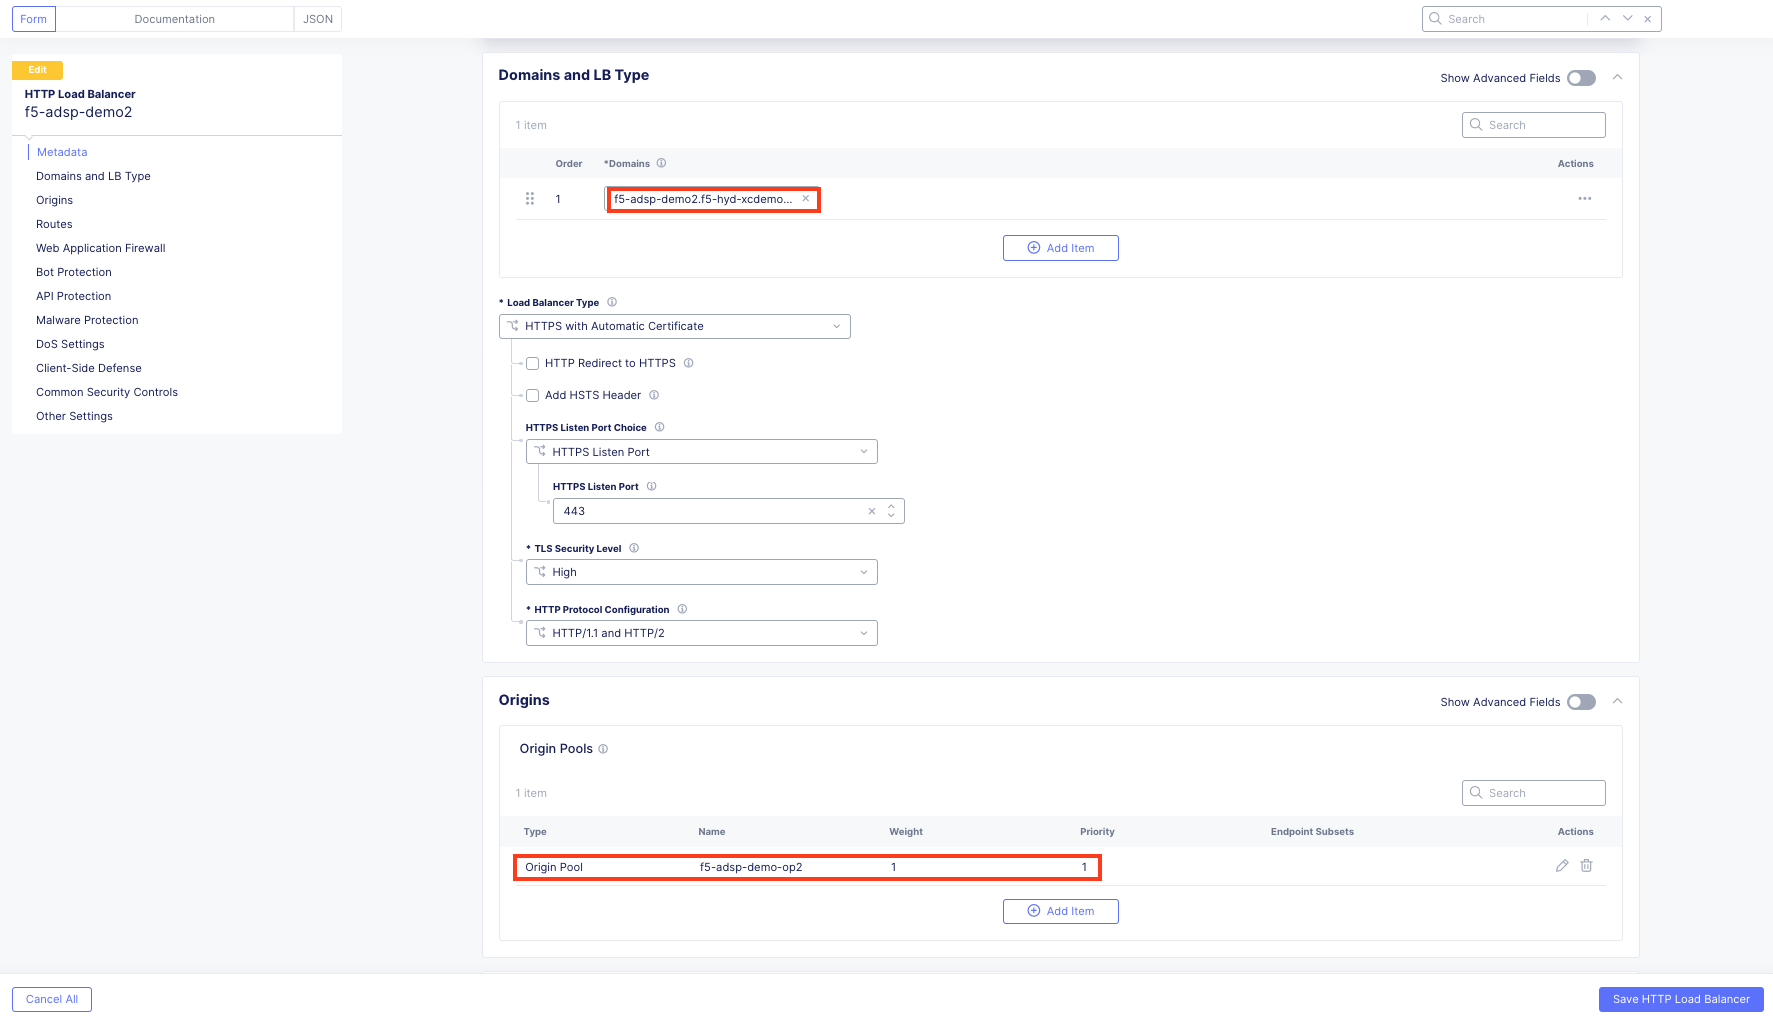 Form Documentation JSON
Search
Edit
HTTP Load Balancer
f5-adsp-demo2
Metadata
Domains and LB Type
Origins
Routes
Web Application Firewall
Bot Protection
API Protection
Malware Protection
DoS Settings
Client-Side Defense
Common Security Controls
Other Settings
Domains and LB Type
Show Advanced Fields
1 item
Search
Order *Domains Actions
1 f5-adsp-demo2.f5-hyd-xcdemo...
Add Item
* Load Balancer Type
HTTPS with Automatic Certificate
HTTP Redirect to HTTPS
Add HSTS Header
HTTPS Listen Port Choice
HTTPS Listen Port
HTTPS Listen Port
443
* TLS Security Level
High
* HTTP Protocol Configuration
HTTP/1.1 and HTTP/2
Origins
Show Advanced Fields
Origin Pools
1 item
Search
Type Name Weight Priority Endpoint Subsets Actions
Origin Pool f5-adsp-demo-op2 1 1
Add Item
Cancel All
Save HTTP Load Balancer